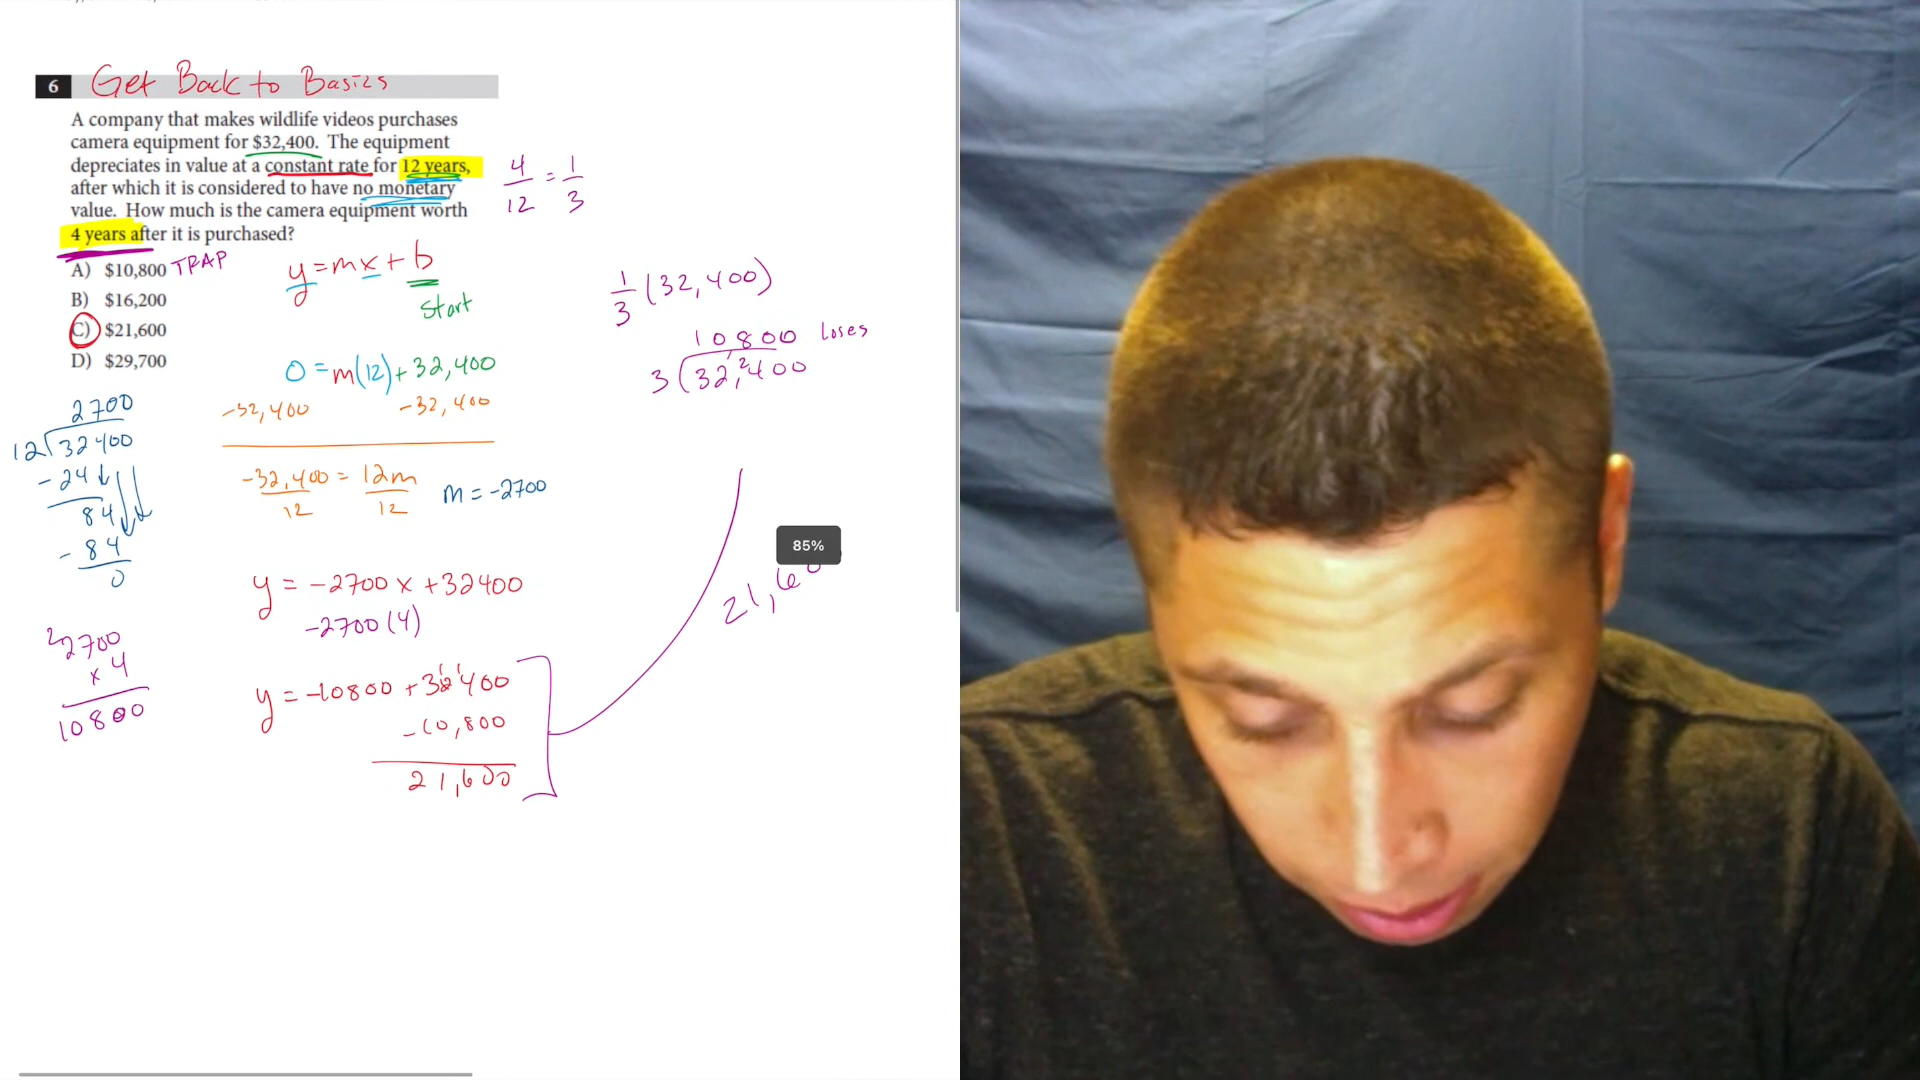 6 Get Back to Basics
A company that makes wildlife videos purchases
camera equipment for $32,400. The equipment
depreciates in value at a constant rate for 12 years,
after which it is considered to have no monetary
value. How much is the camera equipment worth
4 years after it is purchased?
A) $10,800 TRAP
B) $16,200
C) $21,600
D) $29,700
4/12 = 1/3
y = mx + b
start
0 = m(12) + 32,400
-32,400 -32,400
-32,400 = 12m
12 12
m = -2700
y = -2700x + 32400
-2700(4)
y = -10800 + 32400
-10,800
21,600
2700
12 32400
-24
84
-84
0
2 2700
x 4
10800
1/3 (32,400)
10800 loses
3 32,400
85%